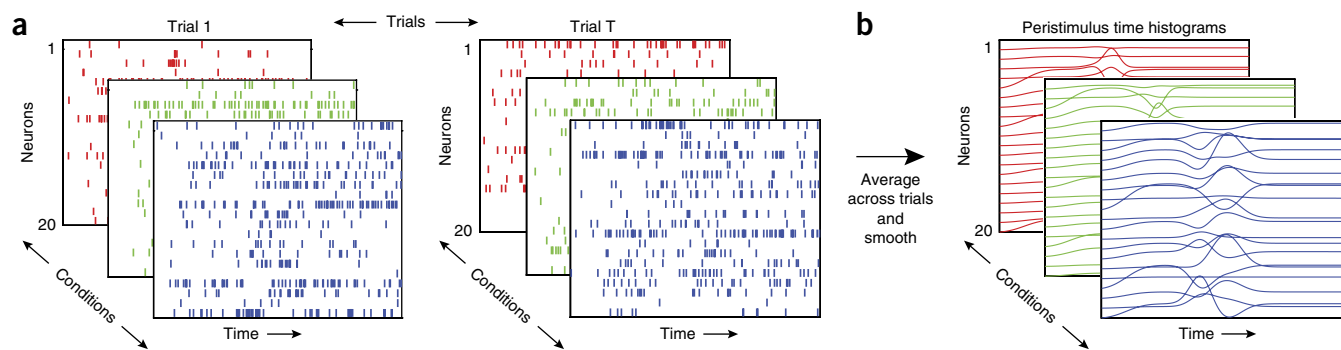 a
Trial 1
Trials
Trial T
1
Neurons
20
Conditions
Time
1
Neurons
20
Conditions
Time
Average
across trials
and
smooth
b
Peristimulus time histograms
1
Neurons
20
Conditions
Time